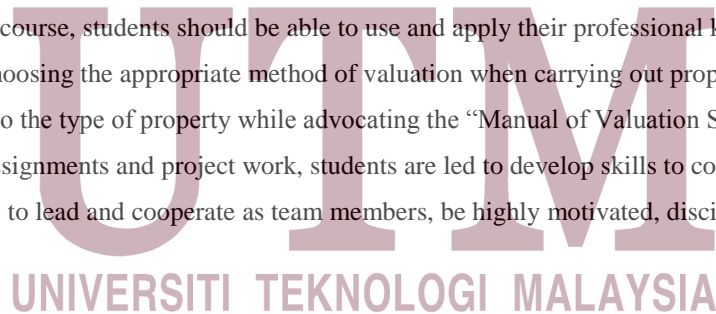 course, students should be able to use and apply their professional
hoosing the appropriate method of valuation when carrying out prop
o the type of property while advocating the “Manual of Valuation S
ssignments and project work, students are led to develop skills to co
to lead and cooperate as team members, be highly motivated, disci
UTM
UNIVERSITI TEKNOLOGI MALAYSIA